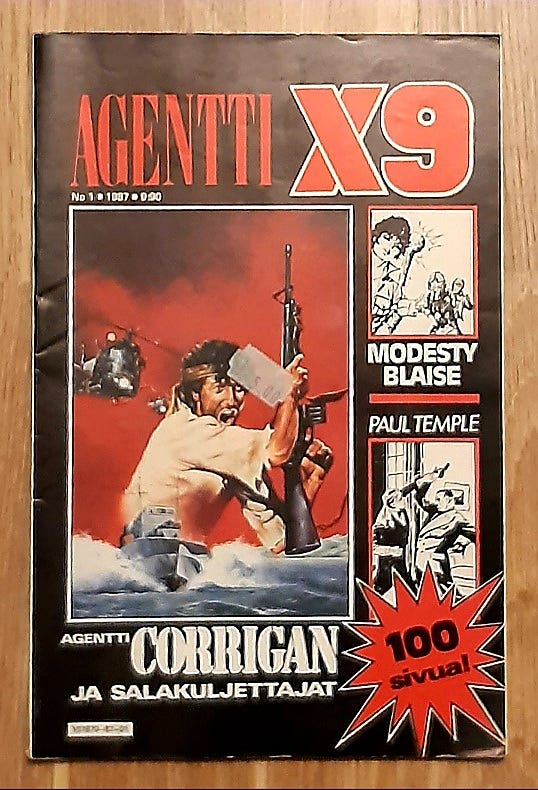 AGENTTI X9
No 1 • 1987 • 9:90
MODESTY
BLAISE
PAUL TEMPLE
AGENTTI CORRIGAN
JA SALAKULJETTAJAT
100
sivua!